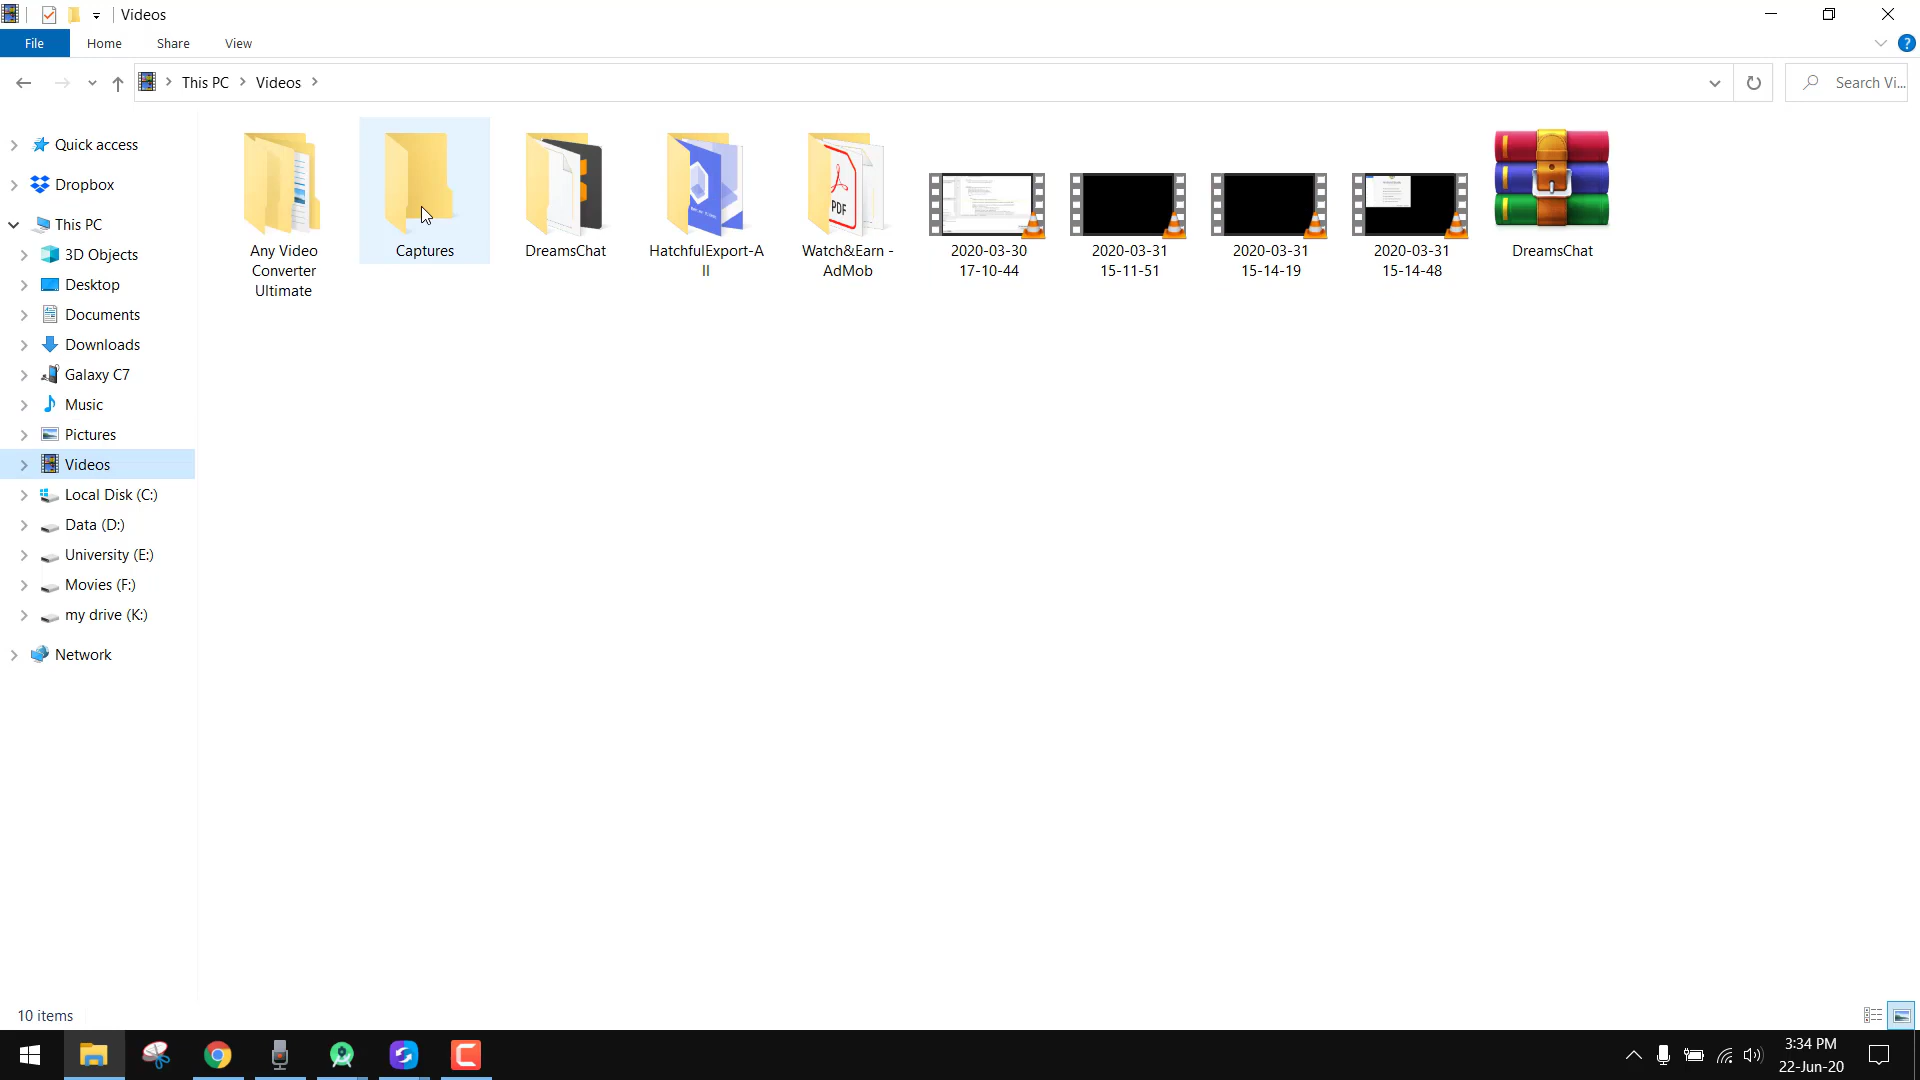 Videos
File
Home
Share
View
This PC
Videos
Search Vi...
Quick access
Dropbox
This PC
3D Objects
Desktop
Documents
Downloads
Galaxy C7
Music
Pictures
Videos
Local Disk (C:)
Data (D:)
University (E:)
Movies (F:)
my drive (K:)
Network
Any Video
Converter
Ultimate
Captures
DreamsChat
HatchfulExport-A
ll
PDF
Watch&Earn -
AdMob
2020-03-30
17-10-44
2020-03-31
15-11-51
2020-03-31
15-14-19
2020-03-31
15-14-48
DreamsChat
10 items
3:34 PM
22-Jun-20